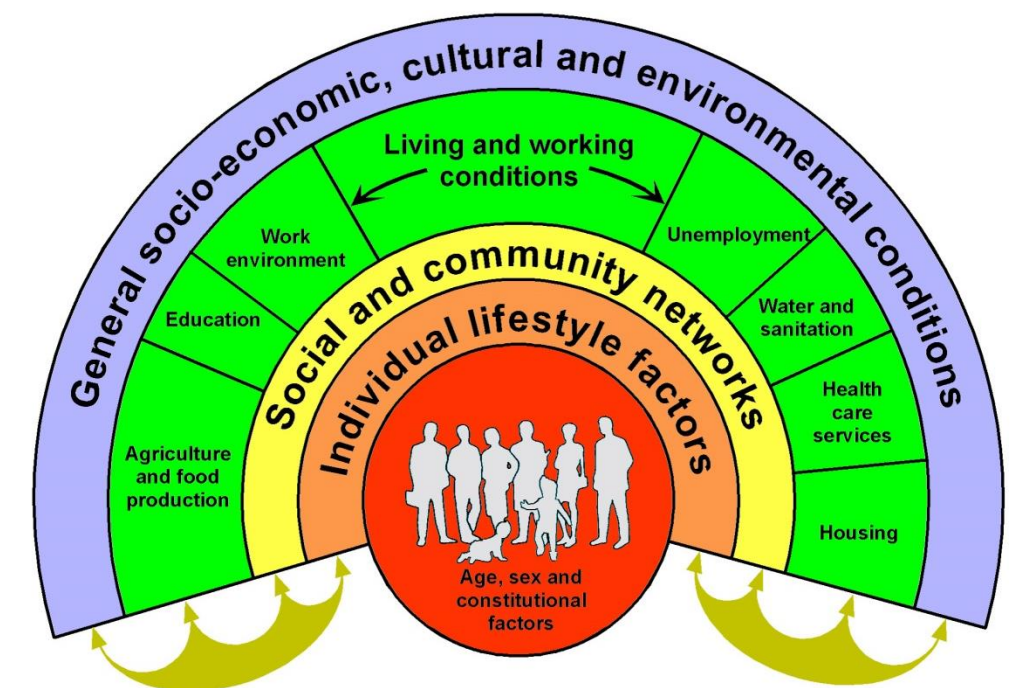 General socio-economic, cultural and environmental conditions
Living and working
conditions
Agriculture
and food
production
Education
Work
environment
Unemployment
Water and
sanitation
Health
care
services
Housing
Social and community networks
Individual lifestyle factors
Age, sex and
constitutional
factors